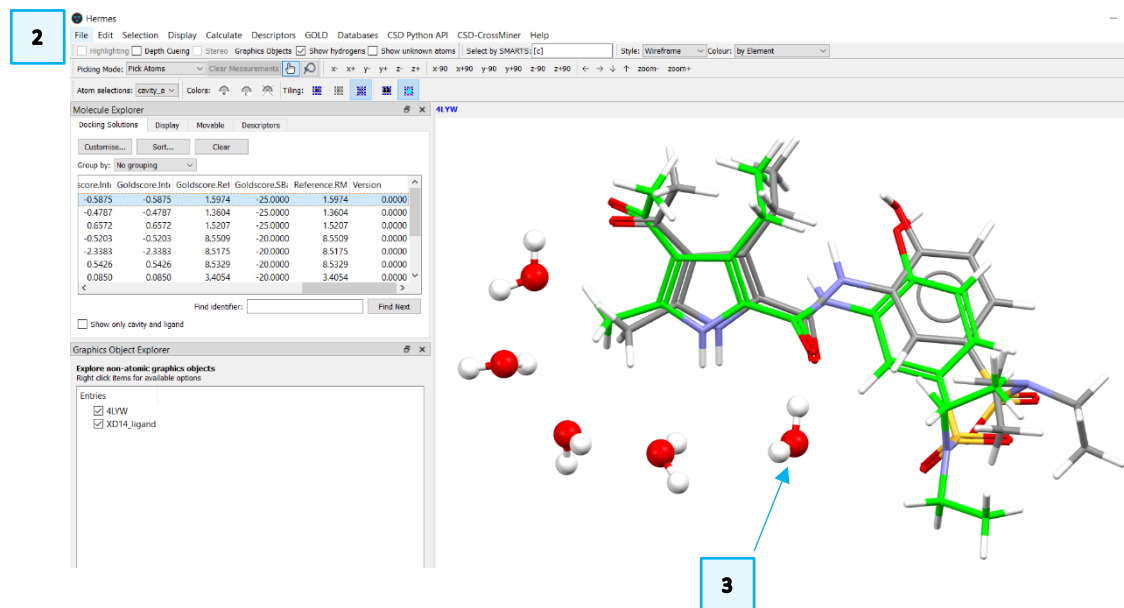 2
Hermes
File Edit Selection Display Calculate Descriptors GOLD Databases CSD Python API CSD-CrossMiner Help
Highlighting Depth Cueing Stereo Graphics Objects Show hydrogens Show unknown atoms Select by SMARTS: [c] Style: Wireframe Colour: by Element
Picking Mode: Pick Atoms Clear Measurements x- x+ y- y+ z- z+ x-90 x+90 y-90 y+90 z-90 z+90 ← → ↓ ↑ zoom- zoom+
Atom selections: cavity_a Colors: Tiling:
Molecule Explorer
4LYW
Docking Solutions Display Movable Descriptors
Customise... Sort... Clear
Group by: No grouping
score.Inte Goldscore.Inte Goldscore.Ref Goldscore.SBa Reference.RM Version
-0.5875 -0.5875 1.5974 -25.0000 1.5974 0.0000
-0.4787 -0.4787 1.3604 -25.0000 1.3604 0.0000
0.6572 0.6572 1.5207 -25.0000 1.5207 0.0000
-0.5203 -0.5203 8.5509 -20.0000 8.5509 0.0000
-2.3383 -0.2383 8.5175 -20.0000 8.5175 0.0000
0.5426 0.5426 8.5329 -20.0000 8.5329 0.0000
0.0850 0.0850 3.4054 -20.0000 3.4054 0.0000
Find identifier: Find Next
Show only cavity and ligand
Graphics Object Explorer
Explore non-atomic graphics objects
Right click items for available options
Entries
4LYW
XD14_ligand
3